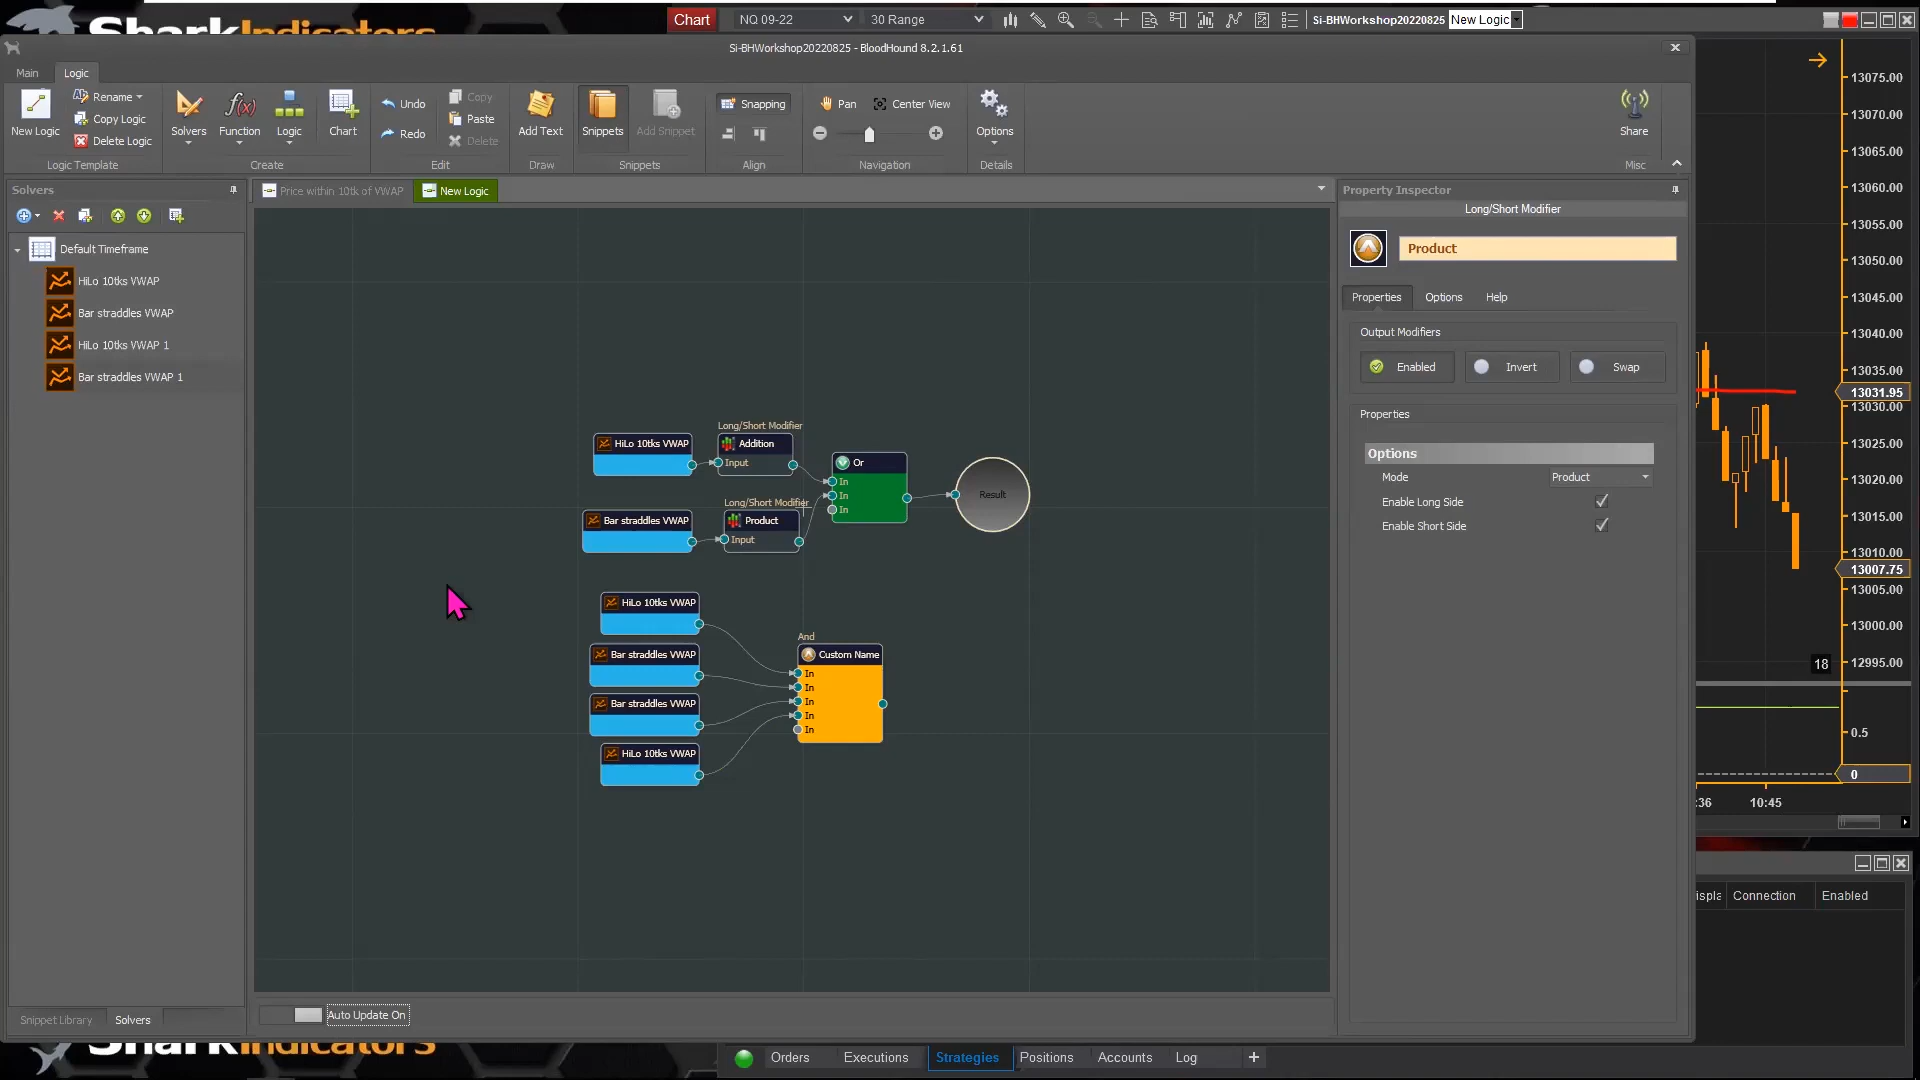 SharkIndicators
Chart
NQ 09-22
30 Range
Si-BHWorkshop20220825
New Logic
Si-BHWorkshop20220825 - BloodHound 8.2.1.61
Main
Logic
New Logic
Rename
Copy Logic
Delete Logic
Logic Template
Solvers
Function
Logic
Chart
Create
Undo
Redo
Copy
Paste
Delete
Edit
Add Text
Draw
Snippets
Add Snippet
Snippets
Snapping
Align
Pan
Center View
Navigation
Options
Details
Share
Misc
Solvers
Default Timeframe
HiLo 10tks VWAP
Bar straddles VWAP
HiLo 10tks VWAP 1
Bar straddles VWAP 1
Snippet Library
Solvers
Price within 10tk of VWAP
New Logic
Long/Short Modifier
HiLo 10tks VWAP
Addition
Input
Or
In
In
In
Result
Long/Short Modifier
Bar straddles VWAP
Product
Input
HiLo 10tks VWAP
Bar straddles VWAP
Bar straddles VWAP
HiLo 10tks VWAP
And
Custom Name
In
In
In
In
In
Auto Update On
Property Inspector
Long/Short Modifier
Product
Properties
Options
Help
Output Modifiers
Enabled
Invert
Swap
Properties
Options
Mode
Product
Enable Long Side
Enable Short Side
13075.00
13070.00
13065.00
13060.00
13055.00
13050.00
13045.00
13040.00
13035.00
13031.95
13030.00
13025.00
13020.00
13015.00
13010.00
13007.75
13005.00
13000.00
18
12995.00
0.5
0
:36
10:45
ispla
Connection
Enabled
SharkIndicators
Orders
Executions
Strategies
Positions
Accounts
Log
+